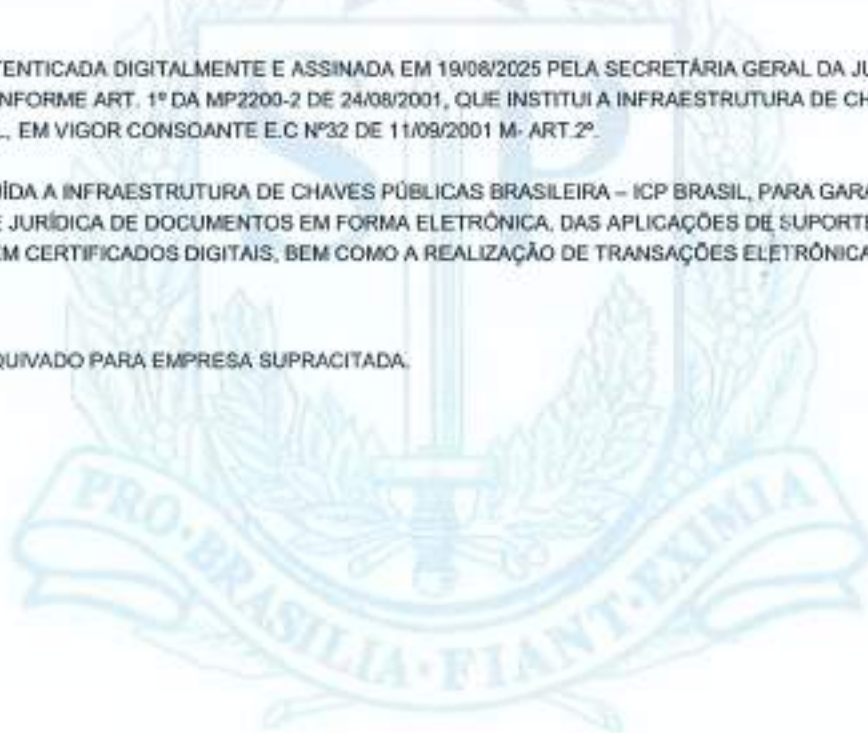 TENTICADA DIGITALMENTE E ASSINADA EM 19/08/2025 PELA SECRETÁRIA GERAL DA JU
NFORME ART. 1º DA MP2200-2 DE 24/08/2001, QUE INSTITUI A INFRAESTRUTURA DE CH
L, EM VIGOR CONSOANTE E.C Nº32 DE 11/09/2001 M- ART.2º.
ÍDA A INFRAESTRUTURA DE CHAVES PÚBLICAS BRASILEIRA – ICP BRASIL, PARA GARA
E JURÍDICA DE DOCUMENTOS EM FORMA ELETRÔNICA, DAS APLICAÇÕES DE SUPORTE
EM CERTIFICADOS DIGITAIS, BEM COMO A REALIZAÇÃO DE TRANSAÇÕES ELETRÔNICA
QUIVADO PARA EMPRESA SUPRACITADA.
SP
PRO·BRASILIA·FIANT·EXIMIA